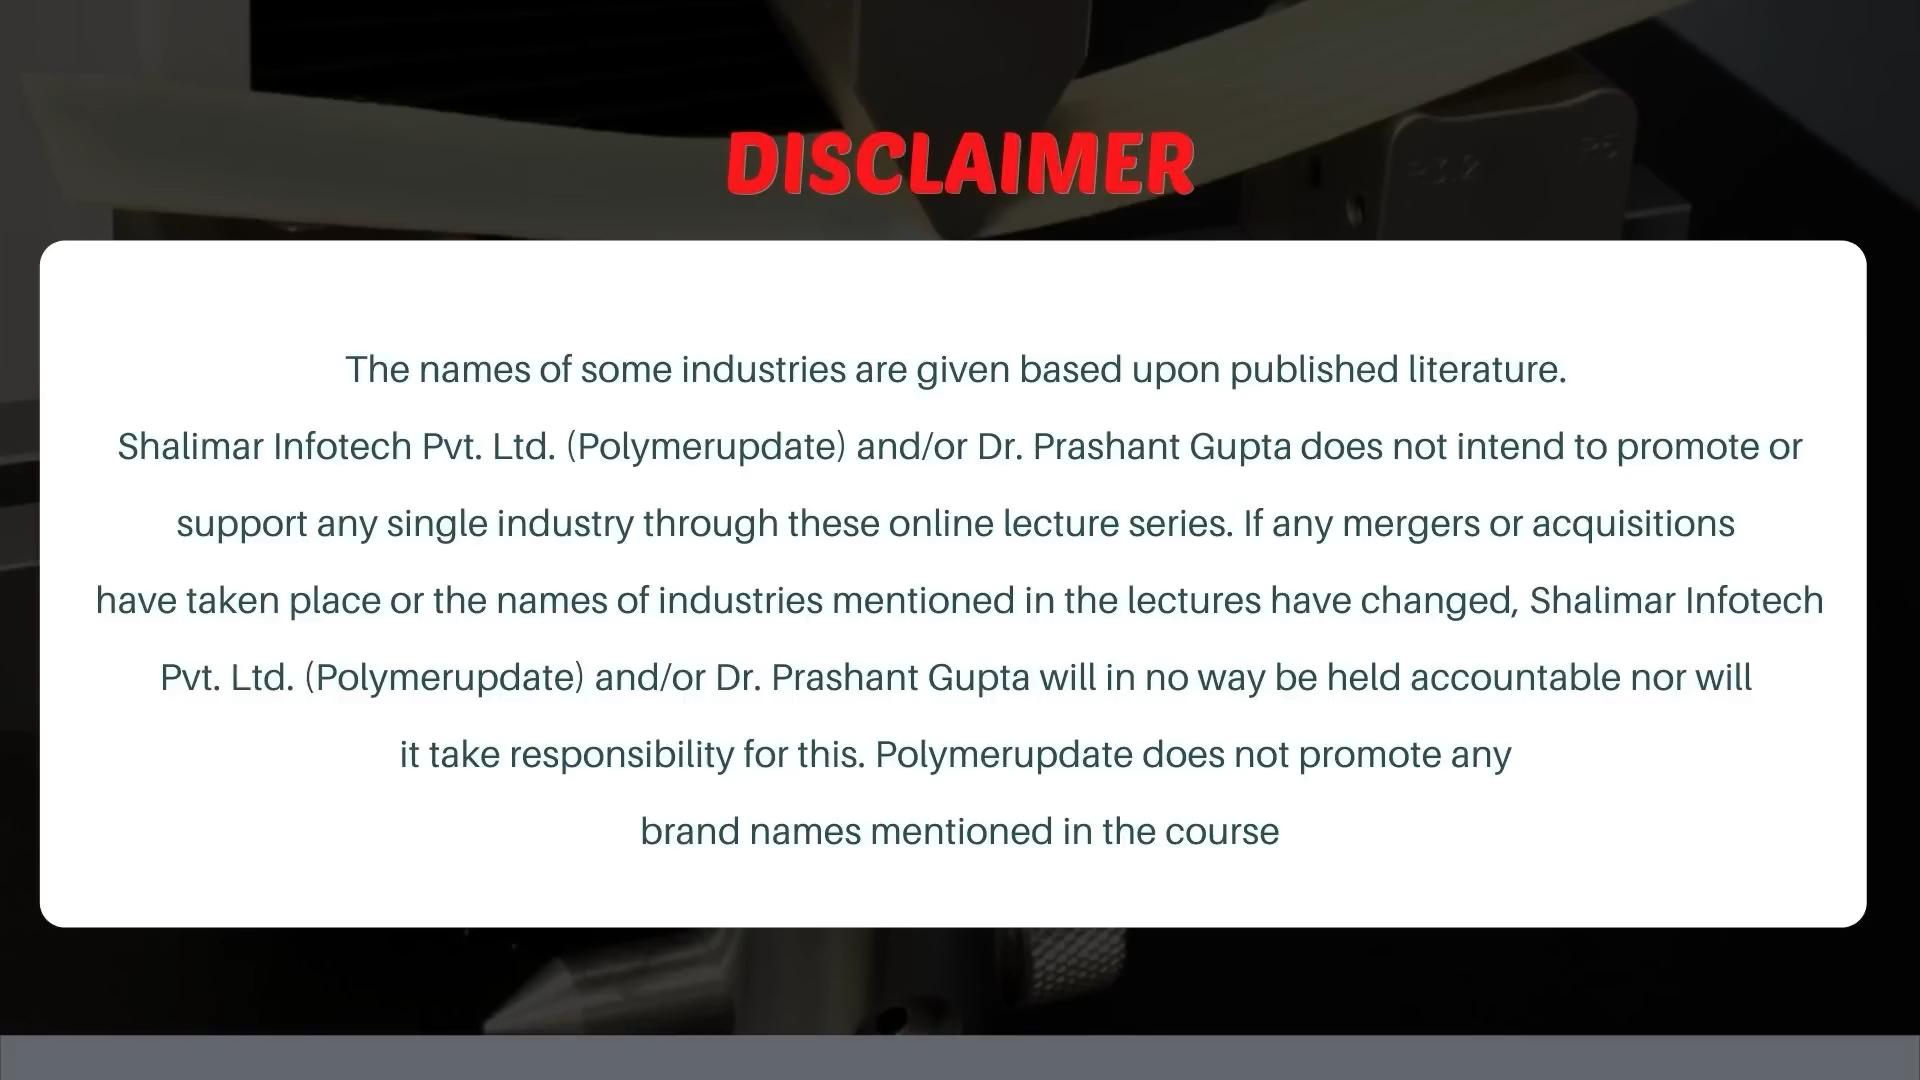 DISCLAIMER
The names of some industries are given based upon published literature.
Shalimar Infotech Pvt. Ltd. (Polymerupdate) and/or Dr. Prashant Gupta does not intend to promote or
support any single industry through these online lecture series. If any mergers or acquisitions
have taken place or the names of industries mentioned in the lectures have changed, Shalimar Infotech
Pvt. Ltd. (Polymerupdate) and/or Dr. Prashant Gupta will in no way be held accountable nor will
it take responsibility for this. Polymerupdate does not promote any
brand names mentioned in the course